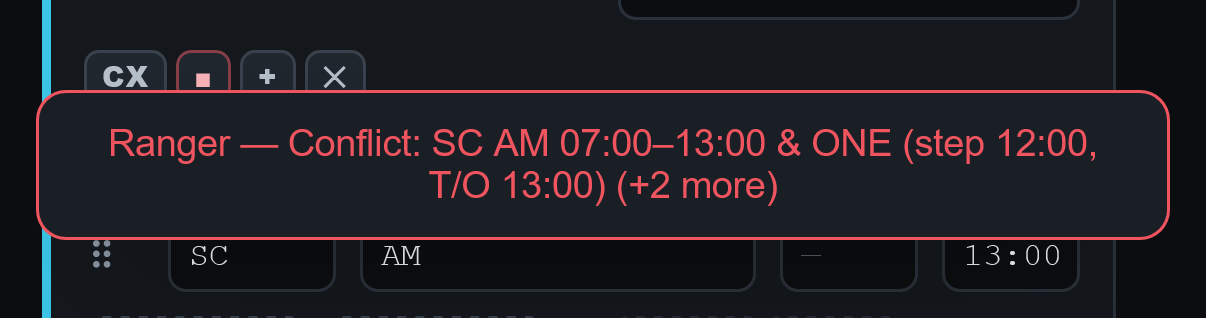 CX ■ + ×
Ranger — Conflict: SC AM 07:00–13:00 & ONE (step 12:00,
T/O 13:00) (+2 more)
SC AM — 13:00